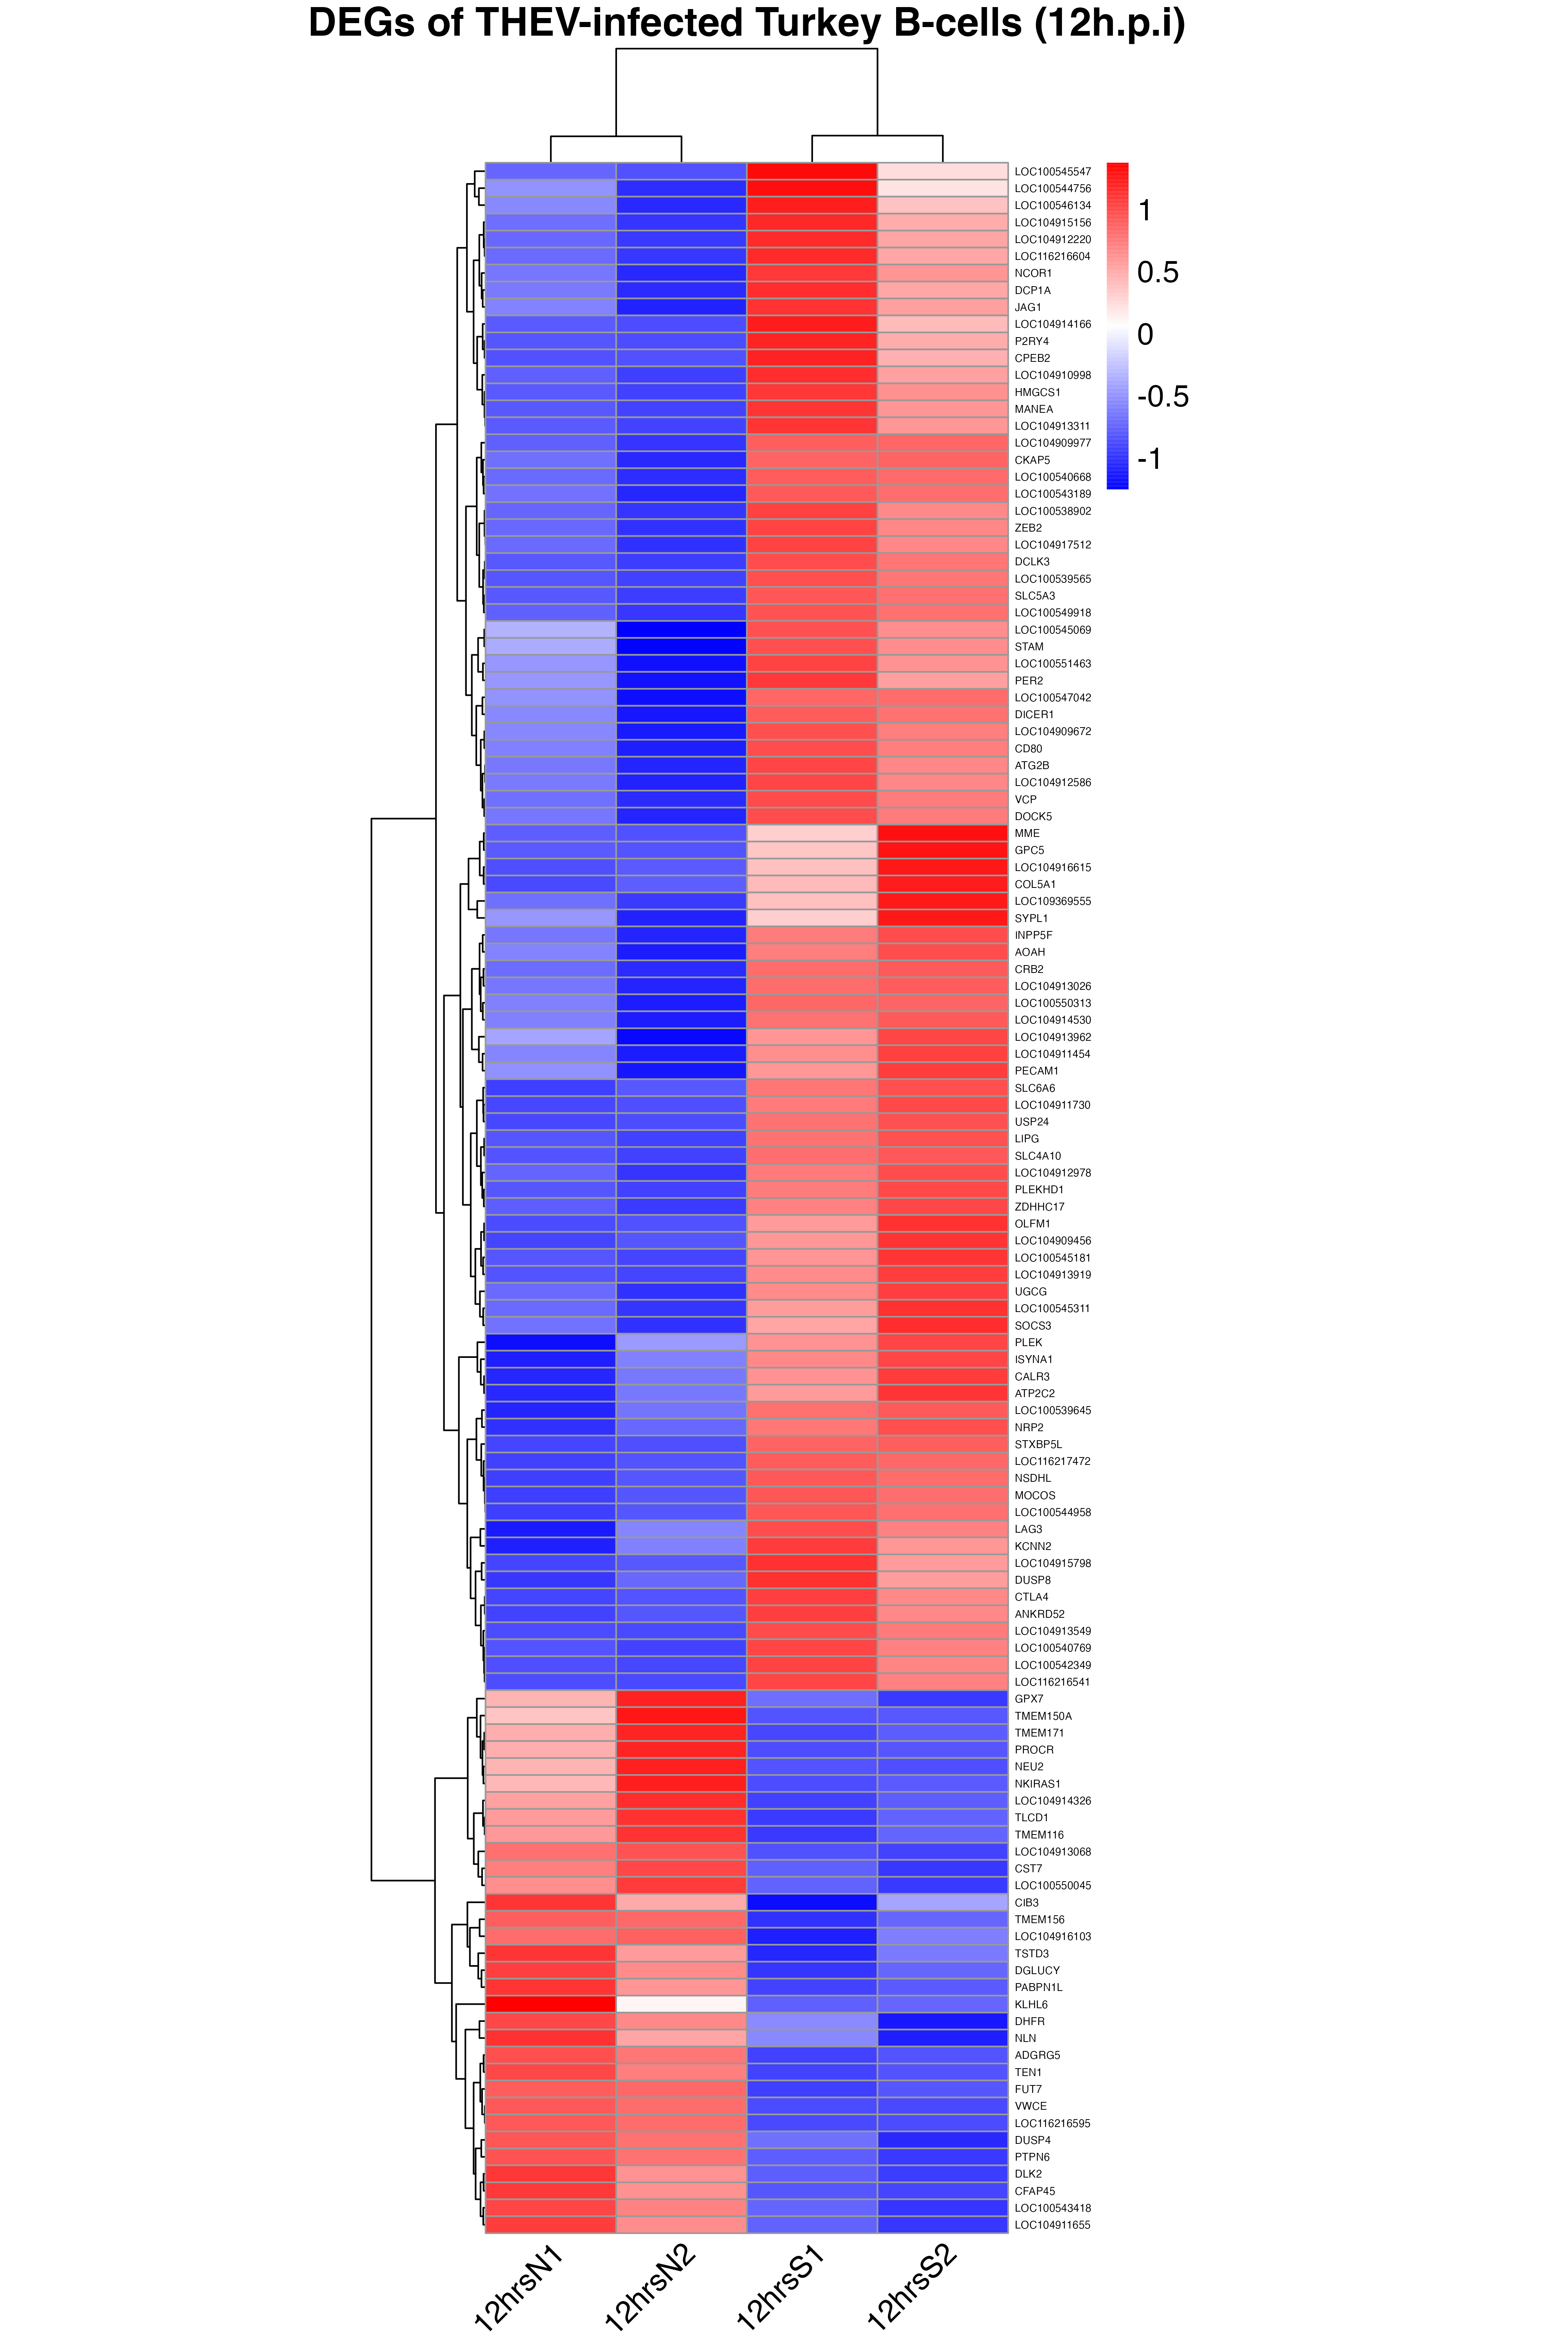 DEGs of THEV-infected Turkey B-cells (12h.p.i)
LOC100545547
LOC100544756
LOC100546134
LOC104915156
LOC104912220
LOC116216604
NCOR1
DCP1A
JAG1
LOC104914166
P2RY4
CPEB2
LOC104910998
HMGCS1
MANEA
LOC104913311
LOC104909977
CKAP5
LOC100540668
LOC100543189
LOC100538902
ZEB2
LOC104917512
DCLK3
LOC100539565
SLC5A3
LOC100549918
LOC100545069
STAM
LOC100551463
PER2
LOC100547042
DICER1
LOC104909672
CD80
ATG2B
LOC104912586
VCP
DOCK5
MME
GPC5
LOC104916615
COL5A1
LOC109369555
SYPL1
INPP5F
AOAH
CRB2
LOC104913026
LOC100550313
LOC104914530
LOC104913962
LOC104911454
PECAM1
SLC6A6
LOC104911730
USP24
LIPG
SLC4A10
LOC104912978
PLEKHD1
ZDHHC17
OLFM1
LOC104909456
LOC100545181
LOC104913919
UGCG
LOC100545311
SOCS3
PLEK
ISYNA1
CALR3
ATP2C2
LOC100539645
NRP2
STXBP5L
LOC116217472
NSDHL
MOCOS
LOC100544958
LAG3
KCNN2
LOC104915798
DUSP8
CTLA4
ANKRD52
LOC104913549
LOC100540769
LOC100542349
LOC116216541
GPX7
TMEM150A
TMEM171
PROCR
NEU2
NKIRAS1
LOC104914326
TLCD1
TMEM116
LOC104913068
CST7
LOC100550045
CIB3
TMEM156
LOC104916103
TSTD3
DGLUCY
PABPN1L
KLHL6
DHFR
NLN
ADGRG5
TEN1
FUT7
VWCE
LOC116216595
DUSP4
PTPN6
DLK2
CFAP45
LOC100543418
LOC104911655
1
0.5
0
-0.5
-1
12hrsN1
12hrsN2
12hrsS1
12hrsS2